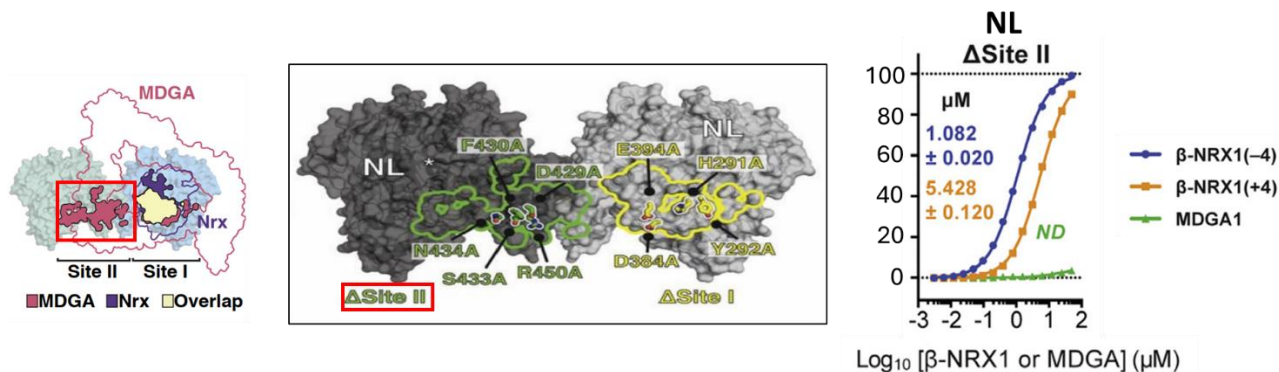 MDGA
Nrx
Site II Site I
MDGA Nrx Overlap
NL
NL
*
F430A
D429A
E394A
H291A
N434A
S433A
R450A
D384A
Y292A
ΔSite II
ΔSite I
NL
ΔSite II
100
80
60
40
20
0
μM
1.082
± 0.020
5.428
± 0.120
ND
-3 -2 -1 0 1 2
Log₁₀ [β-NRX1 or MDGA] (μM)
β-NRX1(−4)
β-NRX1(+4)
MDGA1